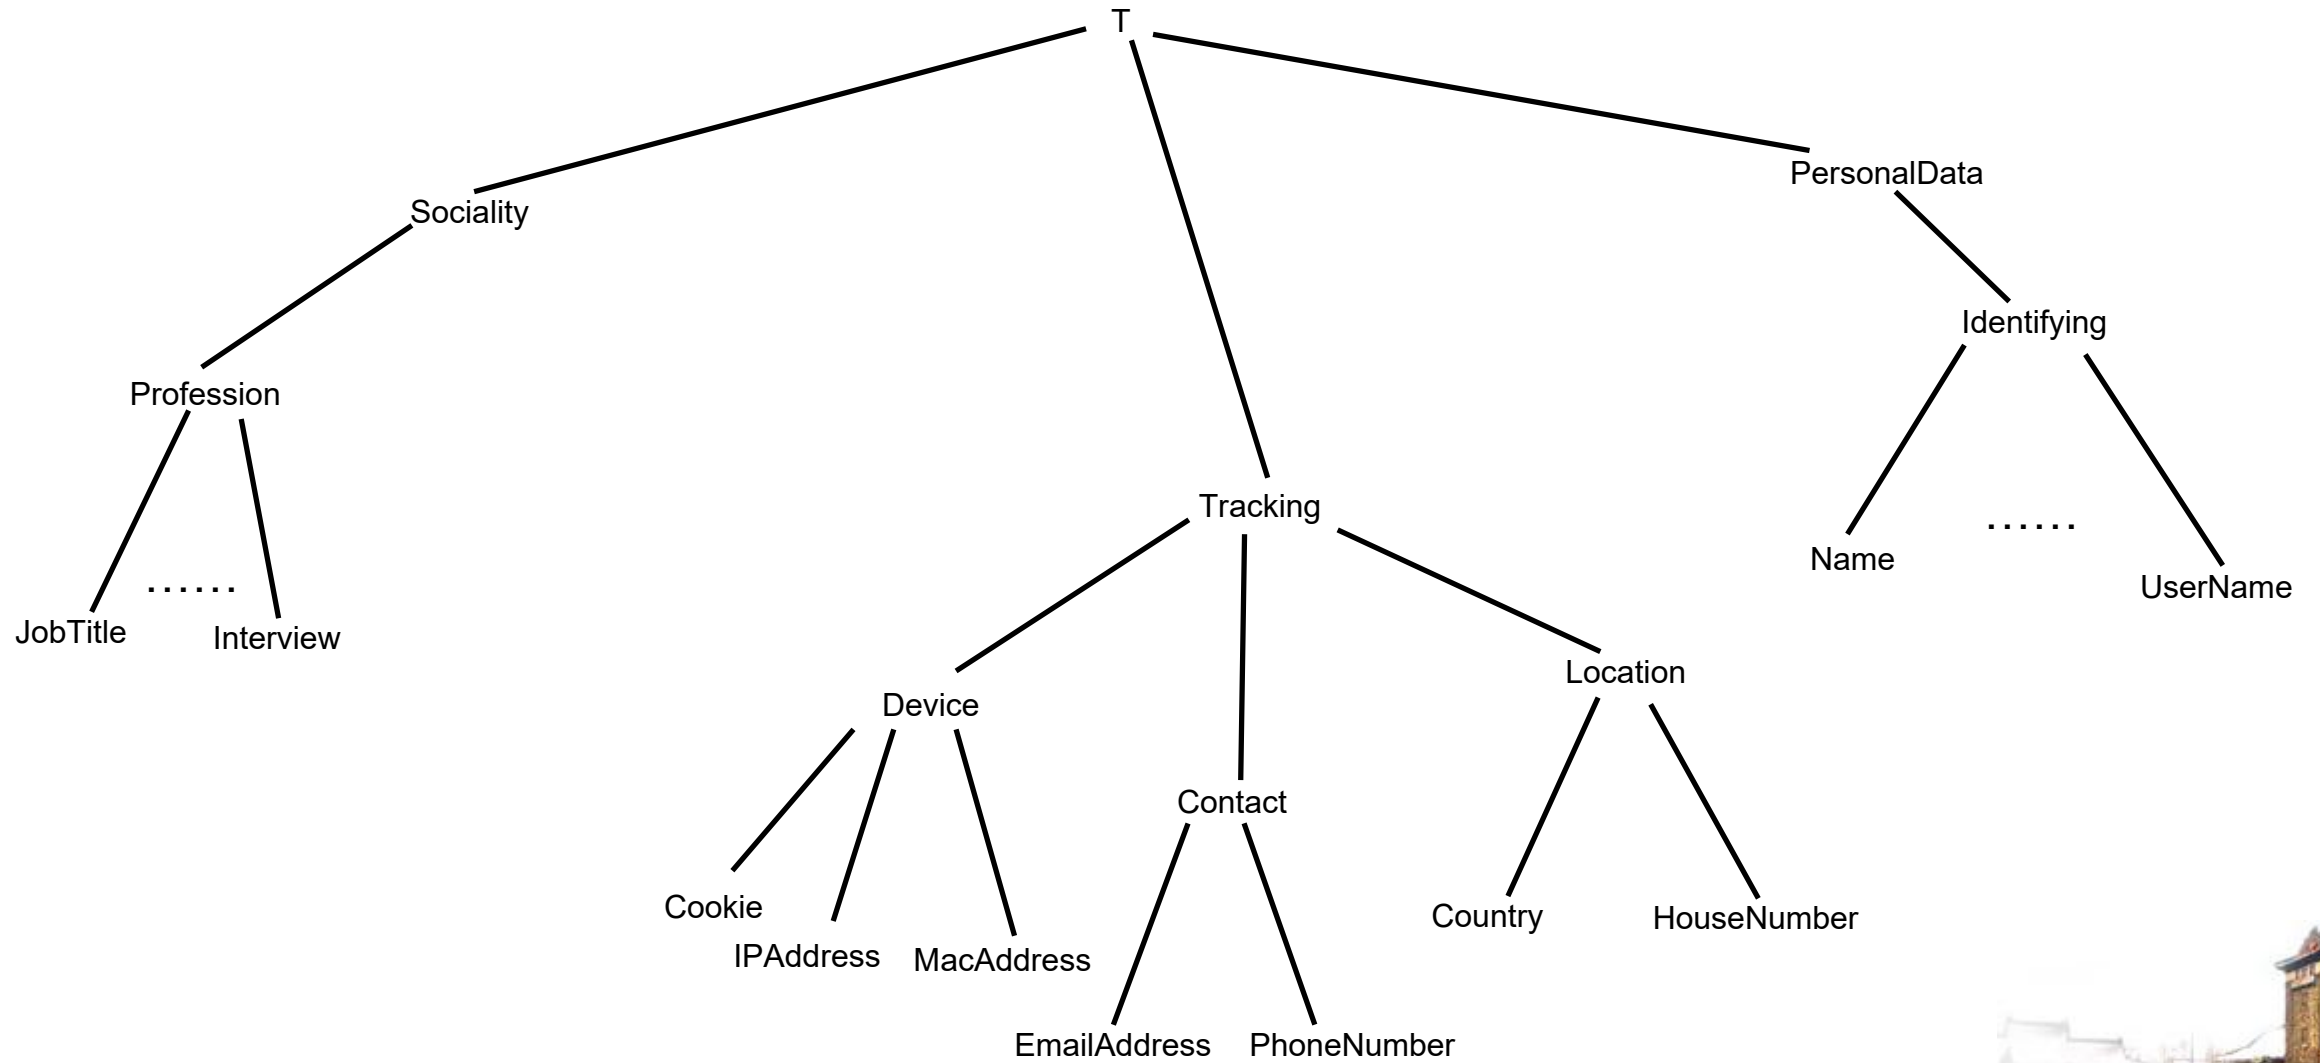 T
PersonalData
Sociality
Identifying
Profession
Tracking
......
Name
......
UserName
JobTitle
Interview
Location
Device
Contact
Cookie
Country
HouseNumber
IPAddress
MacAddress
EmailAddress
PhoneNumber